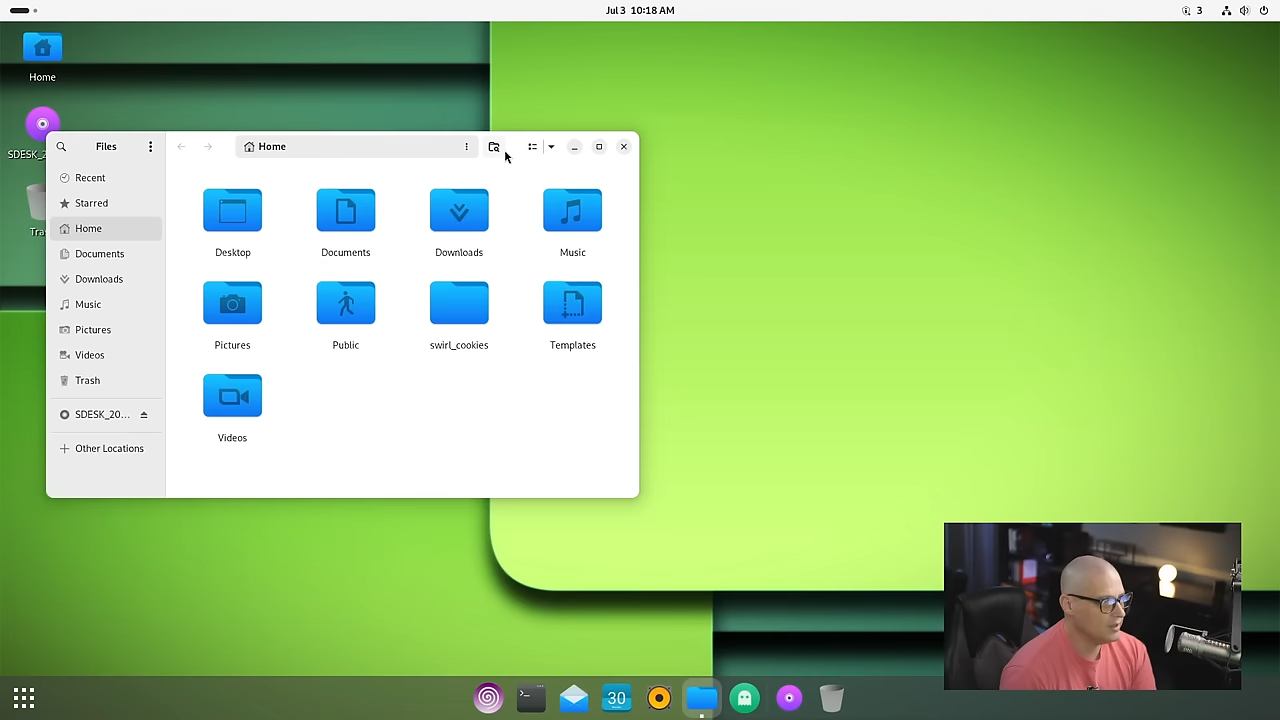 Jul 3 10:18 AM
3
Home
SDESK_2
Tra
Files
Home
Recent
Starred
Home
Documents
Downloads
Music
Pictures
Videos
Trash
SDESK_20...
Other Locations
Desktop
Documents
Downloads
Music
Pictures
Public
swirl_cookies
Templates
Videos
30